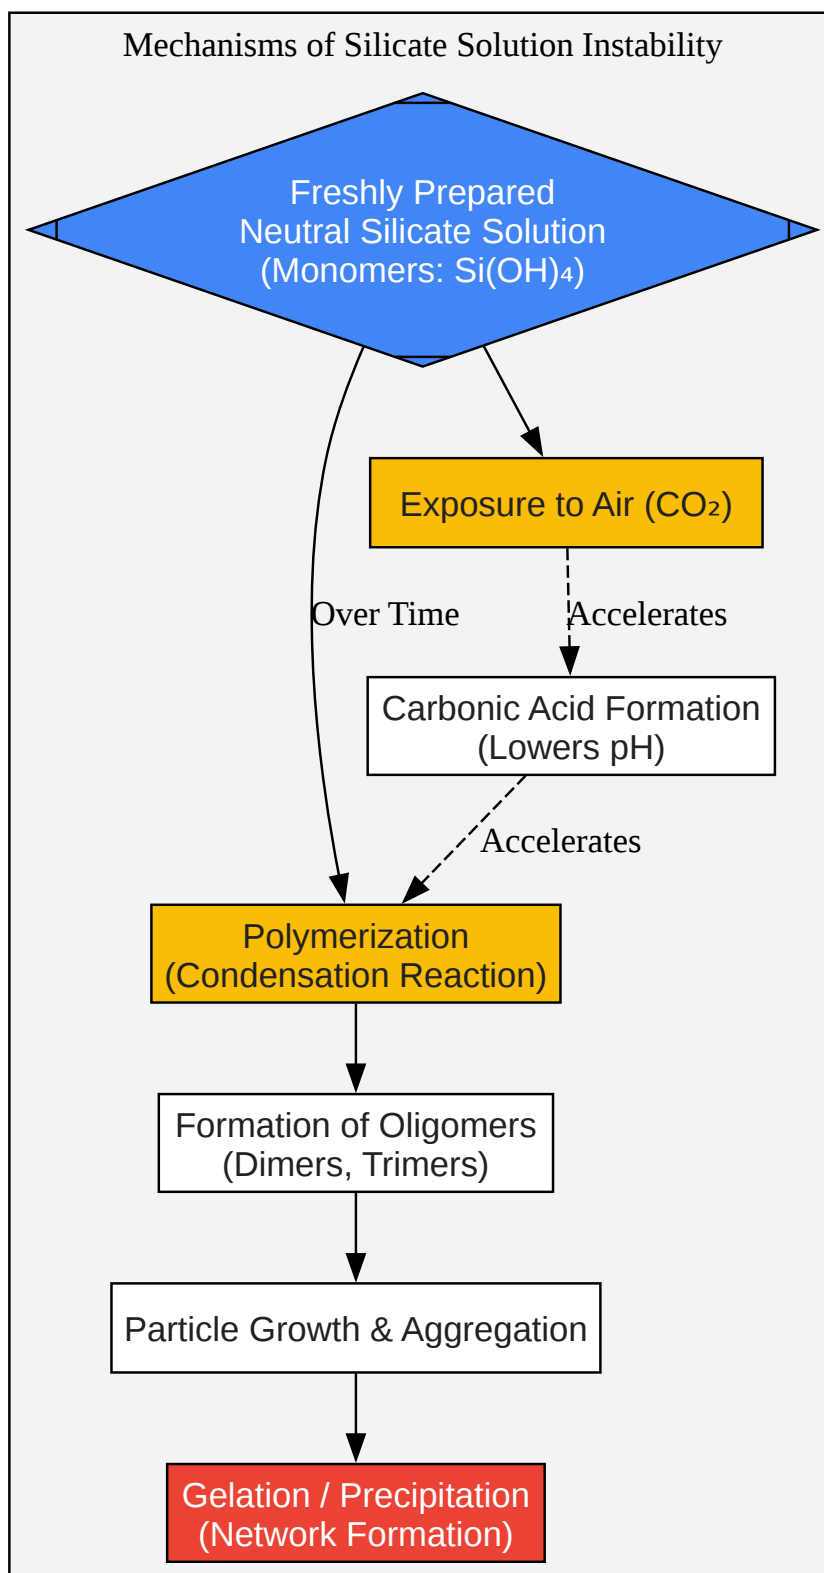 Mechanisms of Silicate Solution Instability
Freshly Prepared
Neutral Silicate Solution
(Monomers: Si(OH)₄)
Exposure to Air (CO₂)
Over Time
Accelerates
Carbonic Acid Formation
(Lowers pH)
Accelerates
Polymerization
(Condensation Reaction)
Formation of Oligomers
(Dimers, Trimers)
Particle Growth & Aggregation
Gelation / Precipitation
(Network Formation)